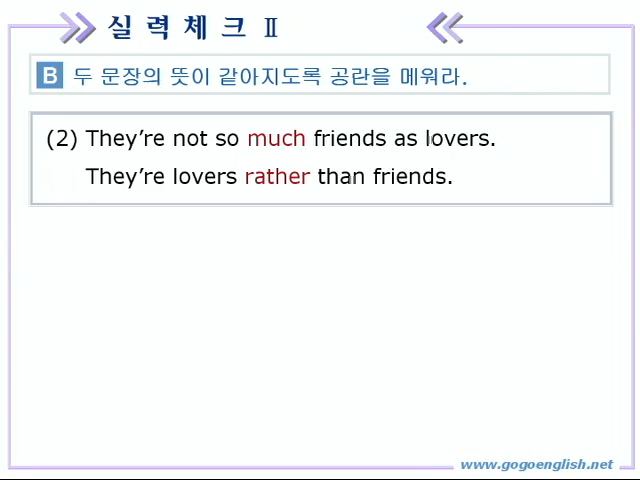 실 력 체 크 Ⅱ
B 두 문장의 뜻이 같아지도록 공란을 메워라.
(2) They’re not so much friends as lovers.
They’re lovers rather than friends.
www.gogoenglish.net